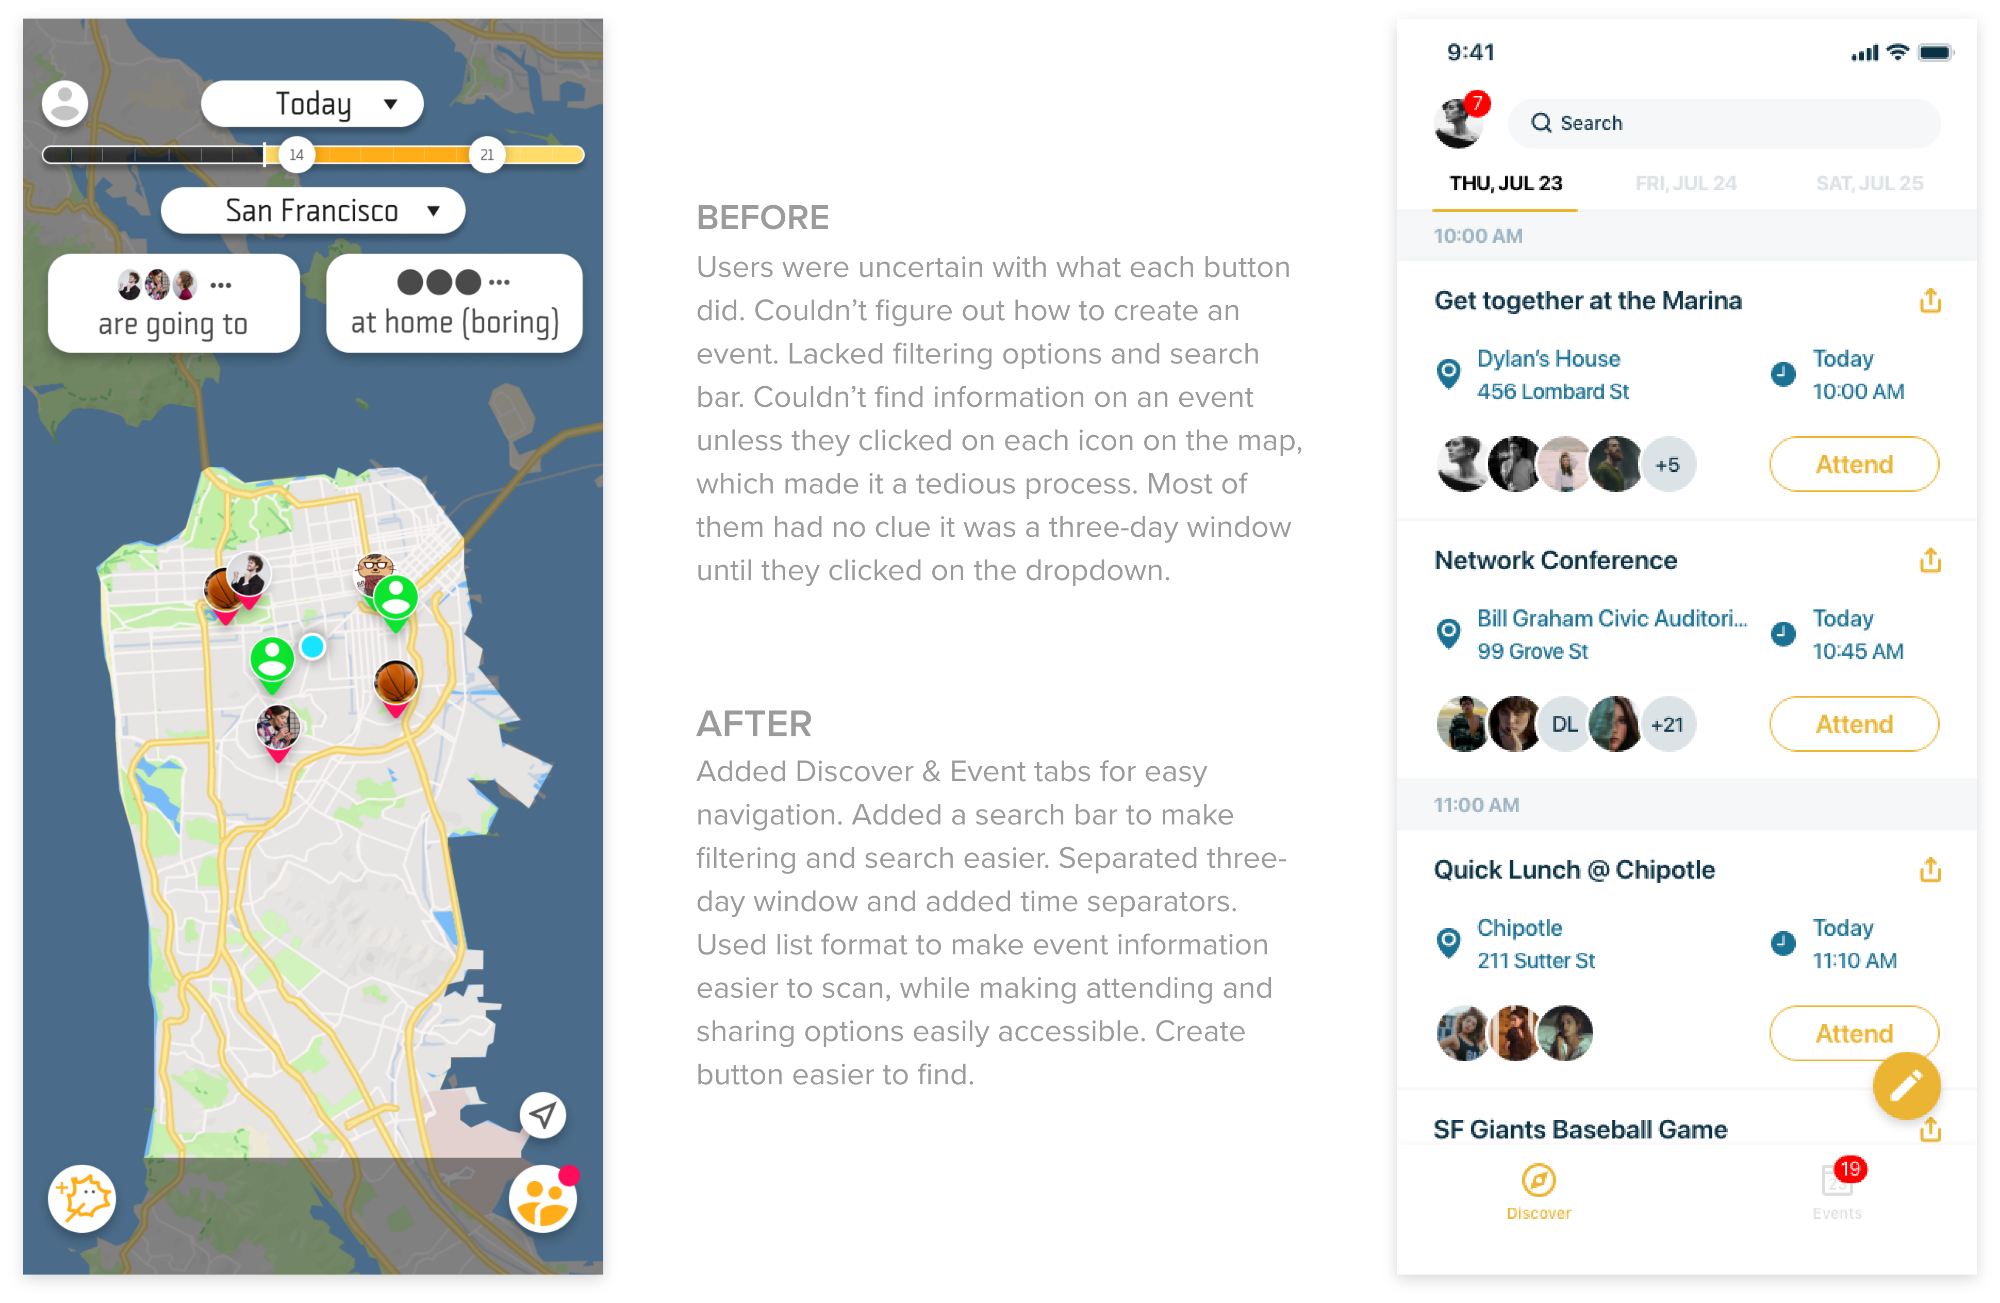 Today
14
21
San Francisco
are going to
at home (boring)
BEFORE
Users were uncertain with what each button
did. Couldn’t figure out how to create an
event. Lacked filtering options and search
bar. Couldn’t find information on an event
unless they clicked on each icon on the map,
which made it a tedious process. Most of
them had no clue it was a three-day window
until they clicked on the dropdown.
AFTER
Added Discover & Event tabs for easy
navigation. Added a search bar to make
filtering and search easier. Separated three-
day window and added time separators.
Used list format to make event information
easier to scan, while making attending and
sharing options easily accessible. Create
button easier to find.
9:41
7
Search
THU, JUL 23
FRI, JUL 24
SAT, JUL 25
10:00 AM
Get together at the Marina
Dylan’s House
456 Lombard St
Today
10:00 AM
+5
Attend
Network Conference
Bill Graham Civic Auditori...
99 Grove St
Today
10:45 AM
DL
+21
Attend
11:00 AM
Quick Lunch @ Chipotle
Chipotle
211 Sutter St
Today
11:10 AM
Attend
SF Giants Baseball Game
Discover
19
23
Events